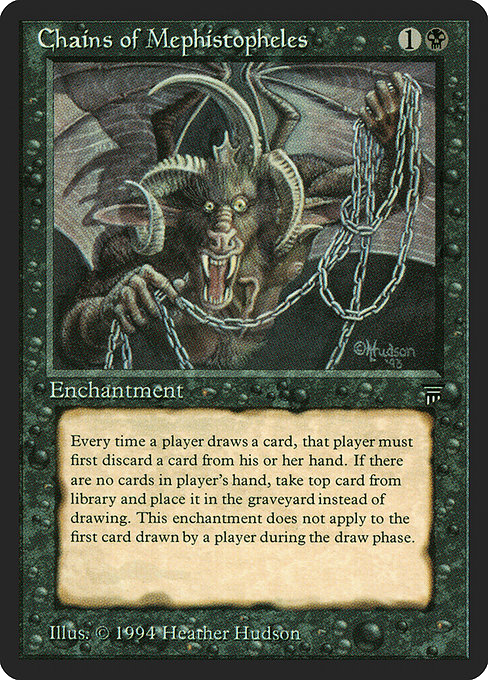 Chains of Mephistopheles 1
©Hudson
'93
Enchantment
Every time a player draws a card, that player must
first discard a card from his or her hand. If there
are no cards in player's hand, take top card from
library and place it in the graveyard instead of
drawing. This enchantment does not apply to the
first card drawn by a player during the draw phase.
Illus. © 1994 Heather Hudson